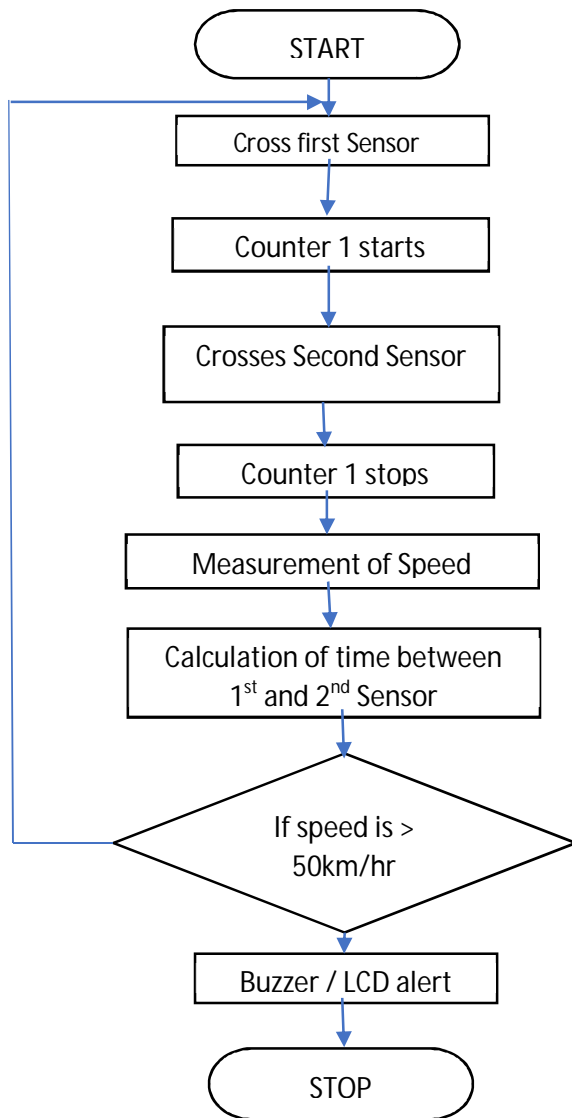 START
Cross first Sensor
Counter 1 starts
Crosses Second Sensor
Counter 1 stops
Measurement of Speed
Calculation of time between
1st and 2nd Sensor
If speed is >
50km/hr
Buzzer / LCD alert
STOP